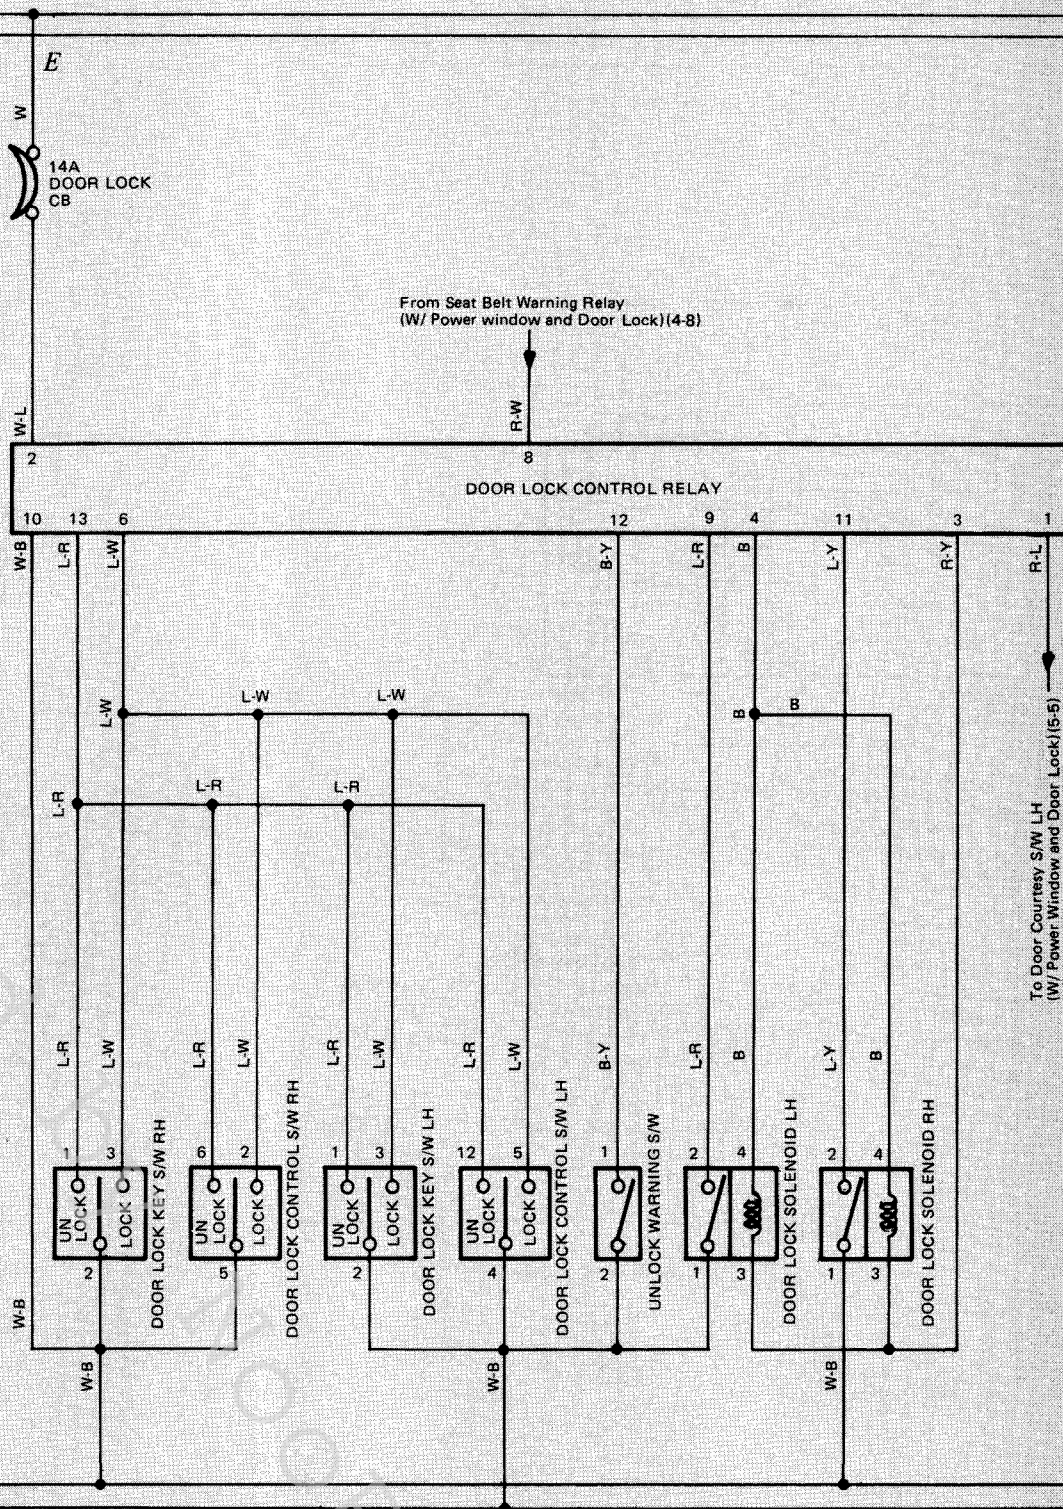 E
W
14A
DOOR LOCK
CB
From Seat Belt Warning Relay
(W/ Power window and Door Lock)(4-8)
W-L
R-W
2
8
DOOR LOCK CONTROL RELAY
10 13 6 12 9 4 11 3 1
W-B L-R L-W B-Y L-R B L-Y R-Y R-L
L-W L-W L-W B B
L-R L-R L-R
To Door Courtesy S/W LH
(W/ Power Window and Door Lock)(5-5)
L-R L-W L-R L-W L-R L-W L-R L-W B-Y L-R B L-Y B
1 3 6 2 1 3 12 5 1 2 4 2 4
UN
LOCK
LOCK
DOOR LOCK KEY S/W RH
UN
LOCK
LOCK
DOOR LOCK CONTROL S/W RH
UN
LOCK
LOCK
DOOR LOCK KEY S/W LH
UN
LOCK
LOCK
DOOR LOCK CONTROL S/W LH
UNLOCK WARNING S/W
DOOR LOCK SOLENOID LH
DOOR LOCK SOLENOID RH
2 5 2 4 2 1 3 1 3
W-B
W-B W-B W-B